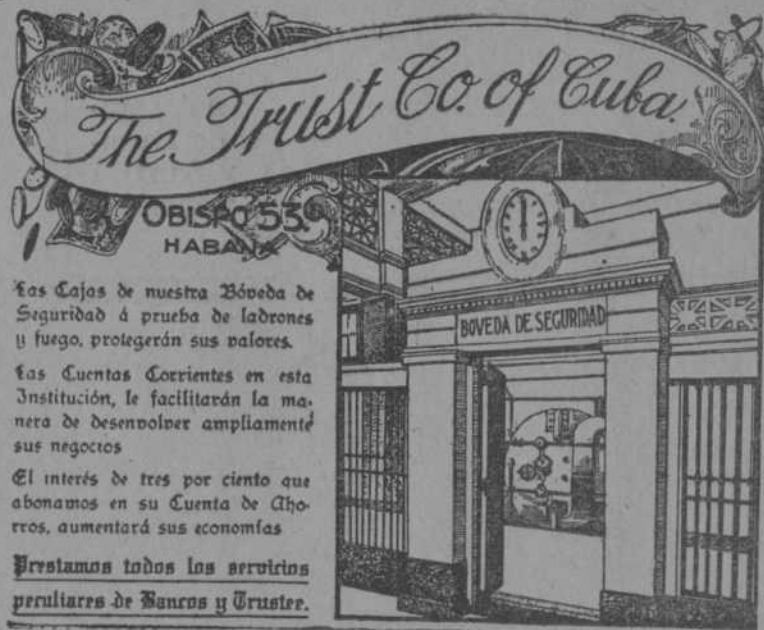 The Trust Co. of Cuba.
OBISPO 53.
HABANA
Las Cajas de nuestra Bóveda de
Seguridad á prueba de ladrones
y fuego, protegerán sus valores.
Las Cuentas Corrientes en esta
Institución, le facilitarán la ma-
nera de desenvolver ampliamente
sus negocios
El interés de tres por ciento que
abonamos en su Cuenta de Aho-
rros, aumentará sus economías
Prestamos todos los servicios
peculiares de Bancos y Trustee.
BOVEDA DE SEGURIDAD